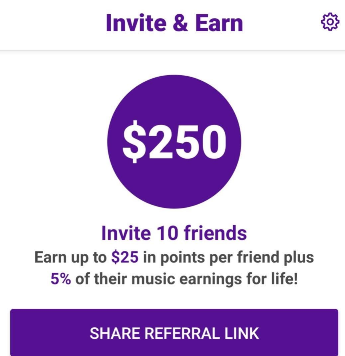 Invite & Earn
$250
Invite 10 friends
Earn up to $25 in points per friend plus
5% of their music earnings for life!
SHARE REFERRAL LINK